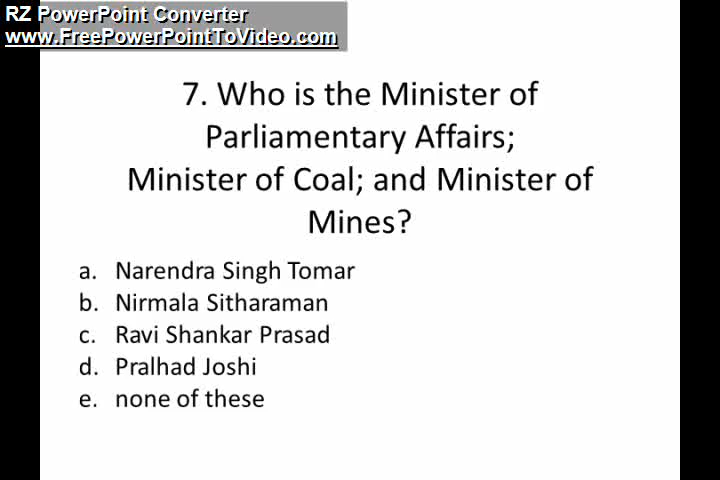 RZ PowerPoint Converter
www.FreePowerPointToVideo.com
7. Who is the Minister of
Parliamentary Affairs;
Minister of Coal; and Minister of
Mines?
a. Narendra Singh Tomar
b. Nirmala Sitharaman
c. Ravi Shankar Prasad
d. Pralhad Joshi
e. none of these